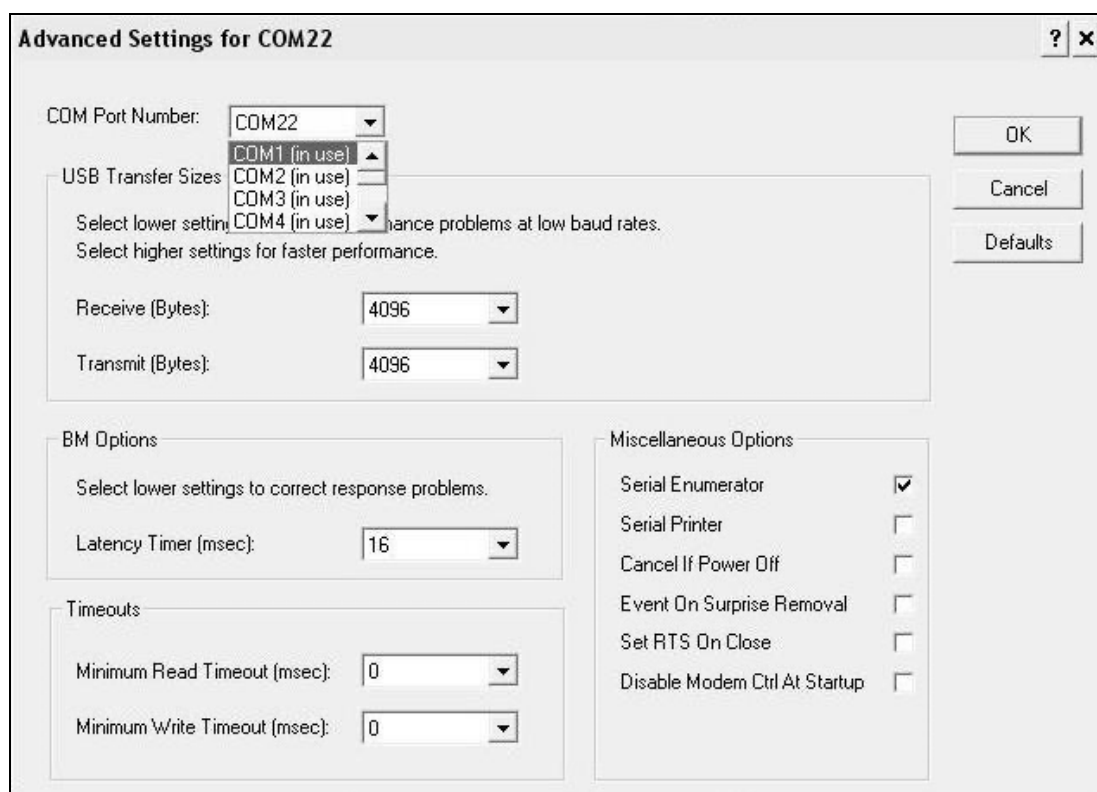 Advanced Settings for COM22
? ×
COM Port Number: COM22
COM1 (in use)
COM2 (in use)
COM3 (in use)
COM4 (in use)
OK
Cancel
Defaults
USB Transfer Sizes
Select lower settin mance problems at low baud rates.
Select higher settings for faster performance.
Receive (Bytes): 4096
Transmit (Bytes): 4096
BM Options
Select lower settings to correct response problems.
Latency Timer (msec): 16
Timeouts
Minimum Read Timeout (msec): 0
Minimum Write Timeout (msec): 0
Miscellaneous Options
Serial Enumerator
Serial Printer
Cancel If Power Off
Event On Surprise Removal
Set RTS On Close
Disable Modem Ctrl At Startup